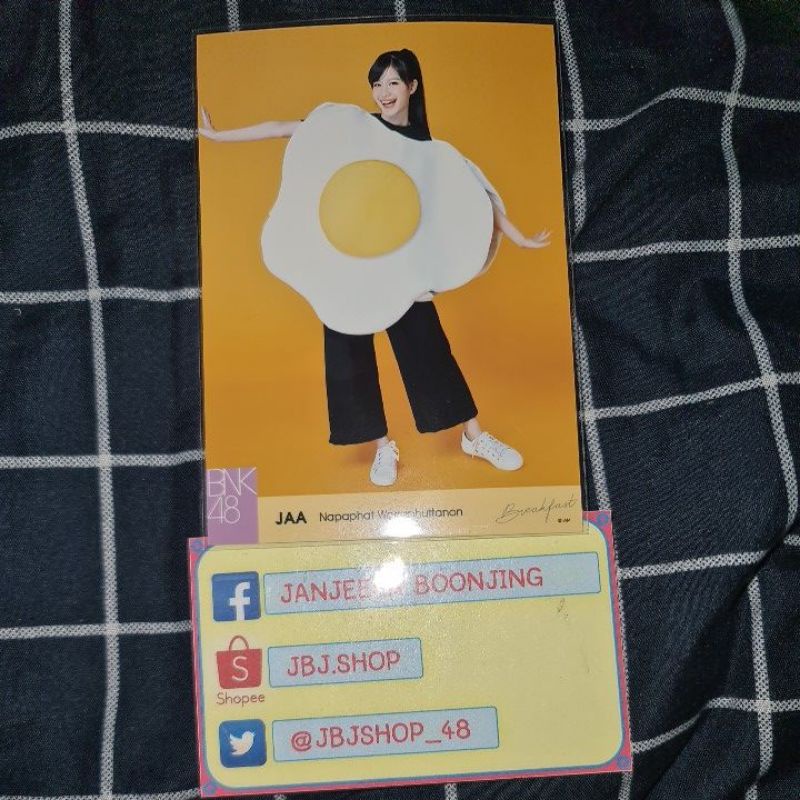 BNK
48
JAA Napaphat Breakfast
BOONJING
Shopee
JBJ.SHOP
@JBJSHOP_48